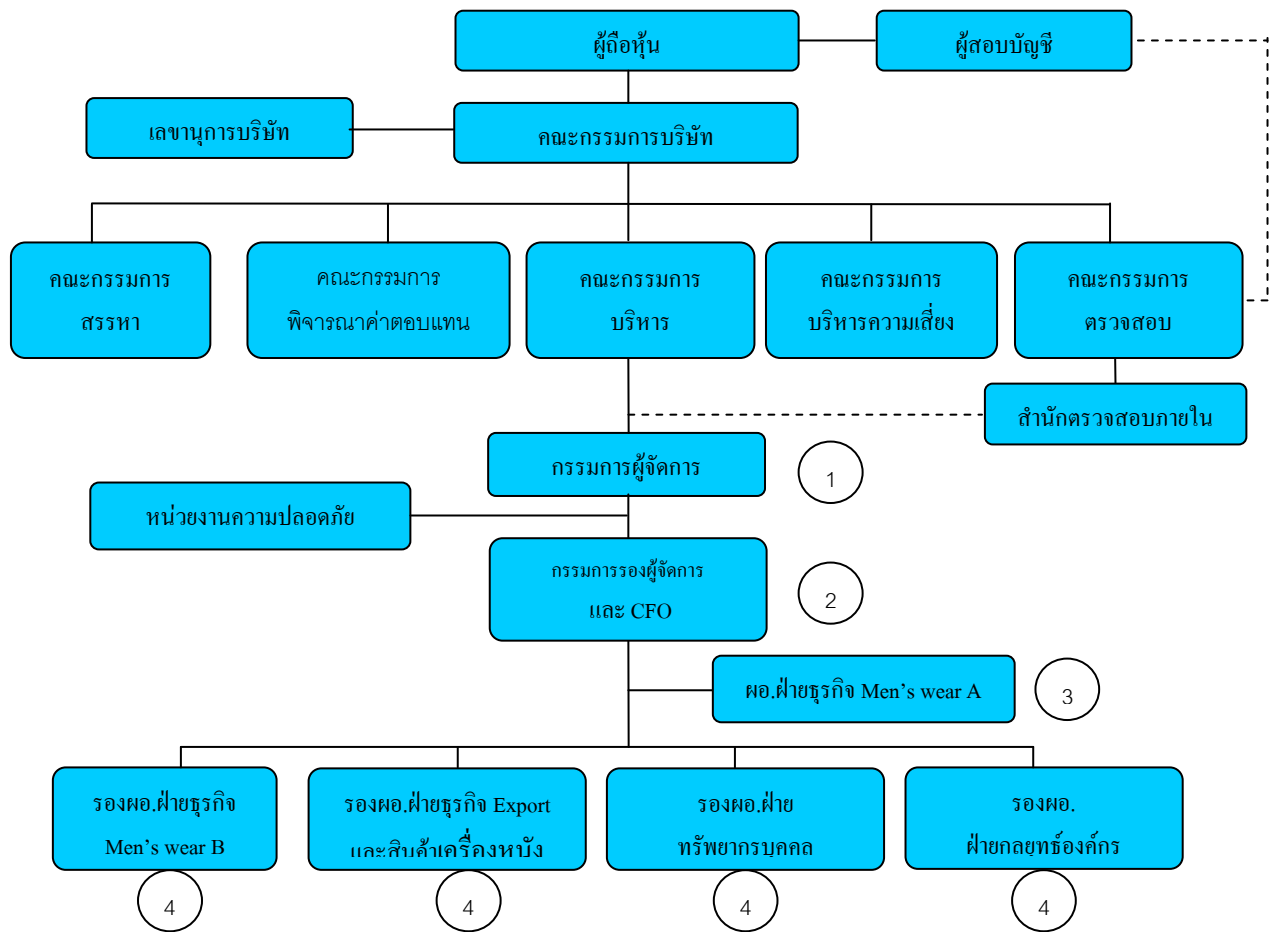 ผู้ถือหุ้น
ผู้สอบบัญชี
เลขานุการบริษัท
คณะกรรมการบริษัท
คณะกรรมการ
สรรหา
คณะกรรมการ
พิจารณาค่าตอบแทน
คณะกรรมการ
บริหาร
คณะกรรมการ
บริหารความเสี่ยง
คณะกรรมการ
ตรวจสอบ
สำนักตรวจสอบภายใน
กรรมการผู้จัดการ
1
หน่วยงานความปลอดภัย
กรรมการรองผู้จัดการ
และ CFO
2
ผอ.ฝ่ายธุรกิจ Men’s wear A
3
รองผอ.ฝ่ายธุรกิจ
Men’s wear B
รองผอ.ฝ่ายธุรกิจ Export
และสินค้าเครื่องหนัง
รองผอ.ฝ่าย
ทรัพยากรบุคคล
รองผอ.
ฝ่ายกลยุทธ์องค์กร
4
4
4
4